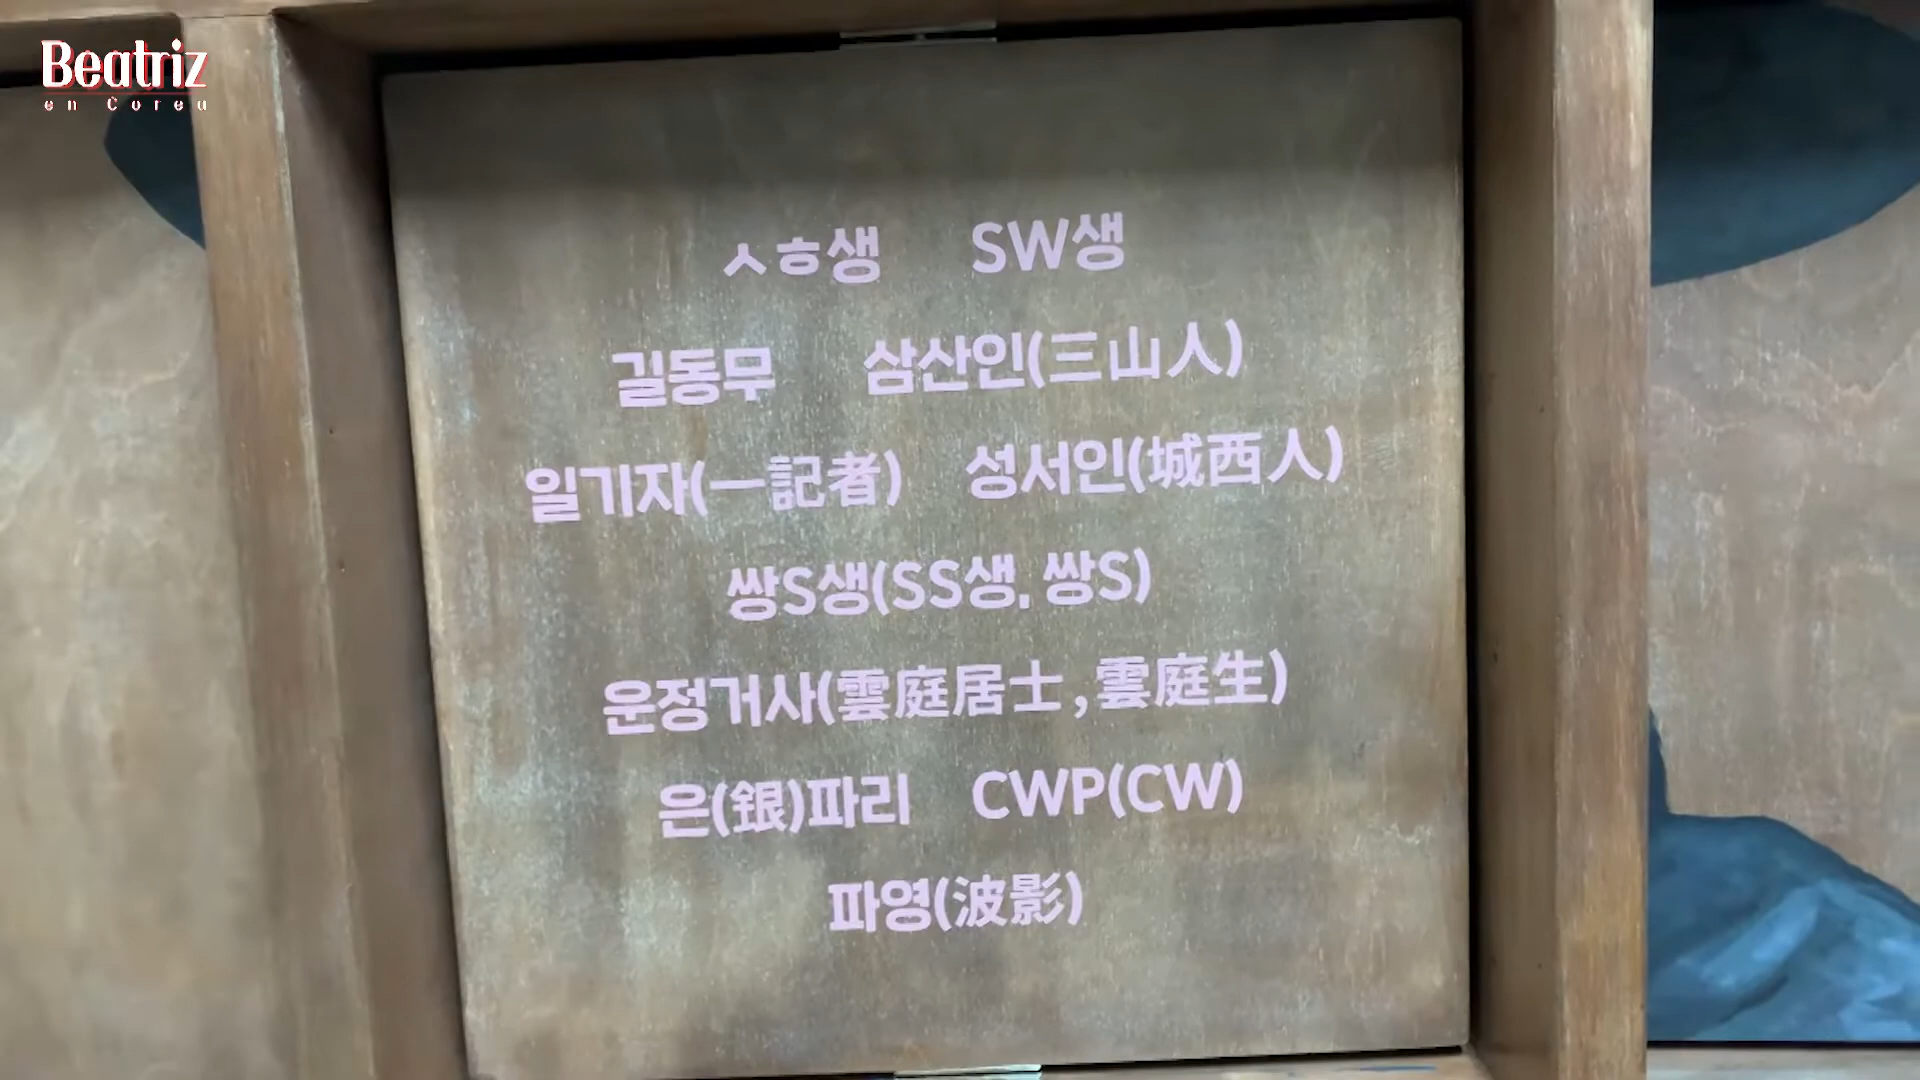 Beatriz
en Corea
ㅅㅎ생 SW생
길동무 삼산인(三山人)
일기자(一記者) 성서인(城西人)
쌍S생(SS생, 쌍S)
운정거사(雲庭居士,雲庭生)
은(銀)파리 CWP(CW)
파영(波影)